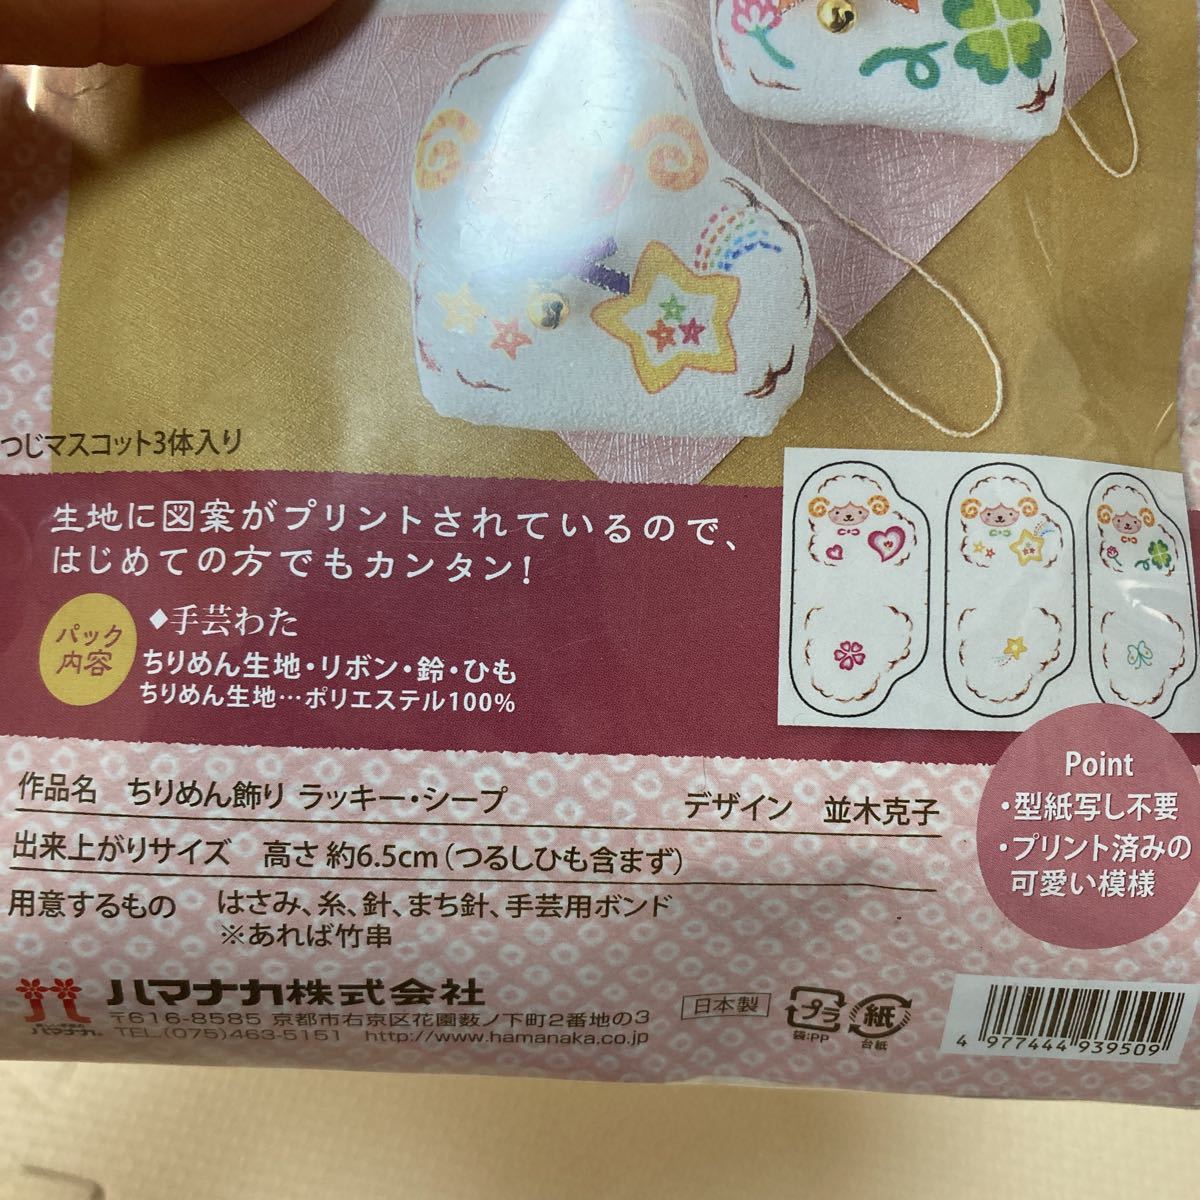 つじマスコット3体入り
生地に図案がプリントされているので、
はじめての方でもカンタン!
パック
内容
◆手芸わた
ちりめん生地・リボン・鈴・ひも
ちりめん生地…ポリエステル100%
Point
・型紙写し不要
・プリント済みの
可愛い模様
作品名 ちりめん飾り ラッキー・シープ デザイン 並木克子
出来上がりサイズ 高さ 約6.5cm(つるしひも含まず)
用意するもの はさみ、糸、針、まち針、手芸用ボンド
※あれば竹串
ハマナカ
ハマナカ株式会社
〒616-8585 京都市右京区花園薮ノ下町2番地の3
TEL.(075)463-5151 http://www.hamanaka.co.jp
日本製
プラ
袋:PP
紙
台紙
4 977444 939509